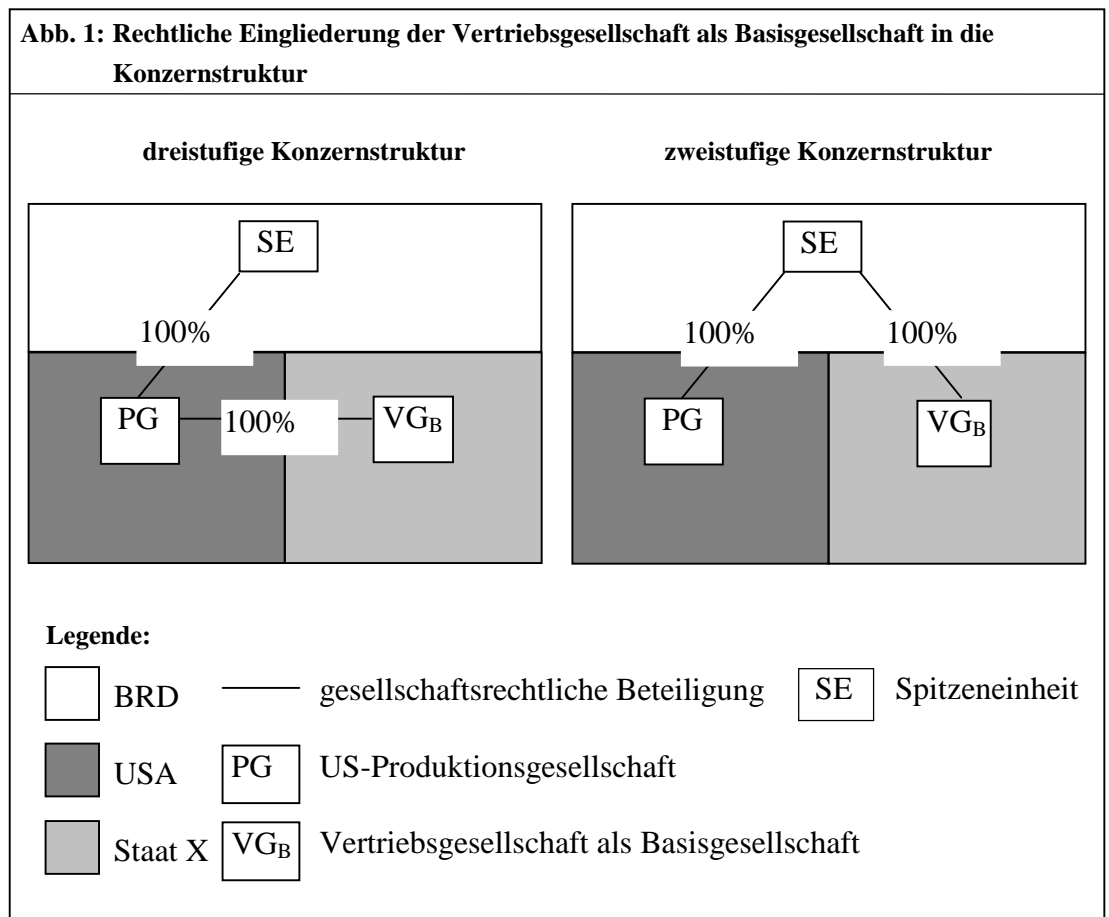 Abb. 1: Rechtliche Eingliederung der Vertriebsgesellschaft als Basisgesellschaft in die
Konzernstruktur
dreistufige Konzernstruktur
zweistufige Konzernstruktur
SE
100%
PG
100%
VGB
SE
100%
100%
PG
VGB
Legende:
BRD
gesellschaftsrechtliche Beteiligung
SE
Spitzeneinheit
USA
PG
US-Produktionsgesellschaft
Staat X
VGB
Vertriebsgesellschaft als Basisgesellschaft